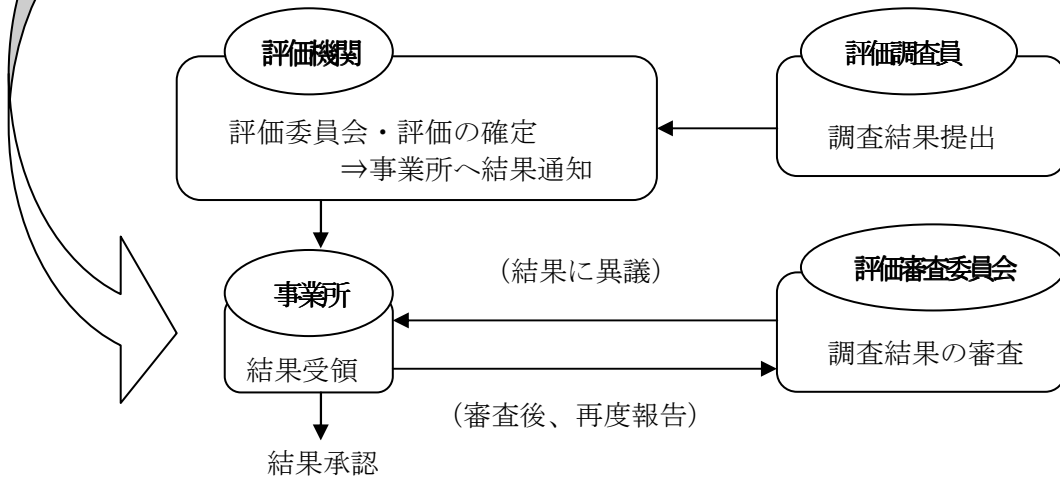 評価機関
評価調査員
評価委員会・評価の確定
⇒事業所へ結果通知
調査結果提出
(結果に異議)
評価審査委員会
事業所
調査結果の審査
結果受領
(審査後、再度報告)
結果承認